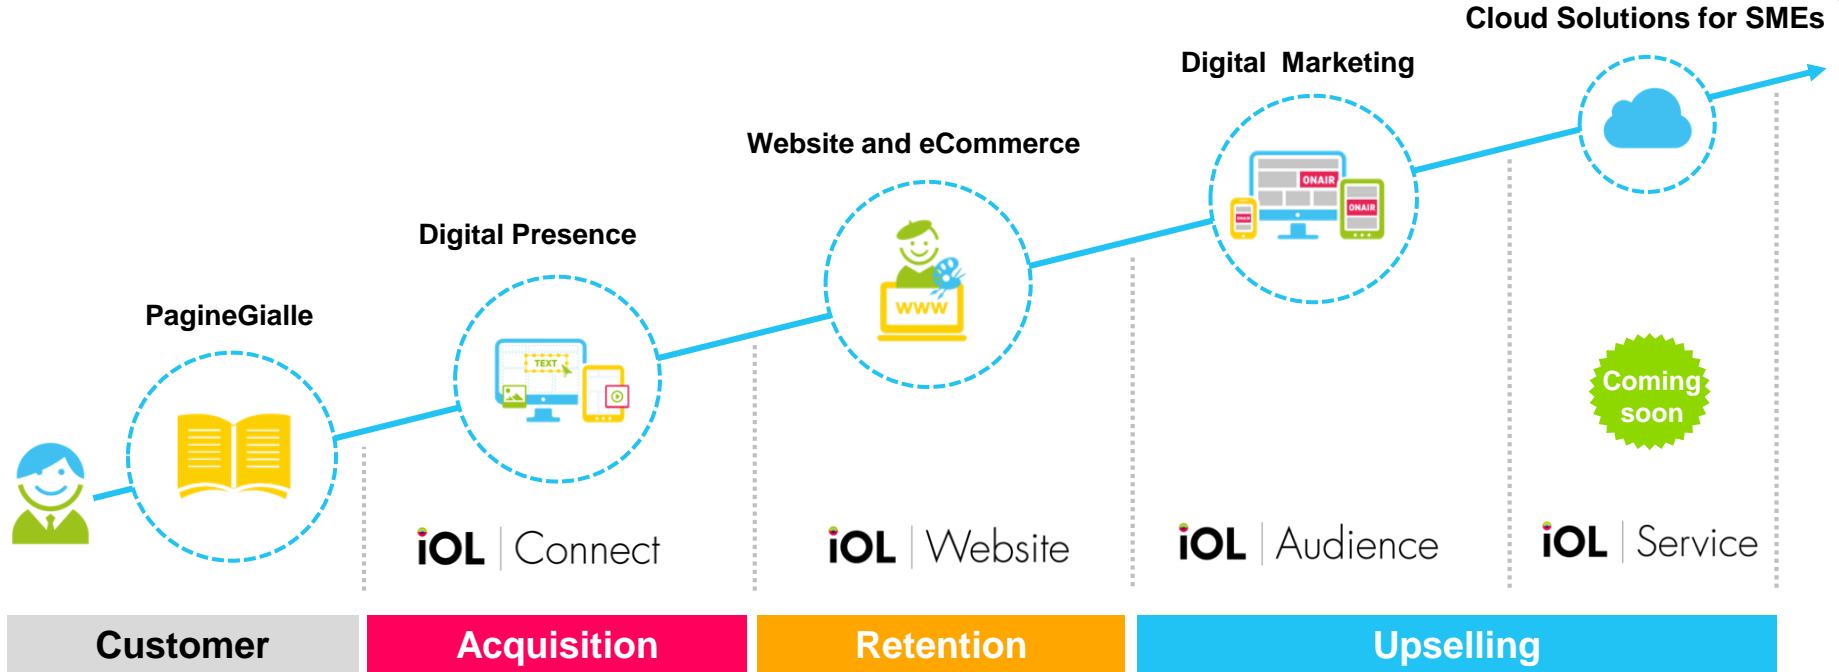 Cloud Solutions for SMEs
Digital Marketing
Website and eCommerce
Digital Presence
PagineGialle
ONAIR
ONAIR
ONAIR
WWW
TEXT
Coming
soon
iOL | Connect
iOL | Website
iOL | Audience
iOL | Service
Customer
Acquisition
Retention
Upselling